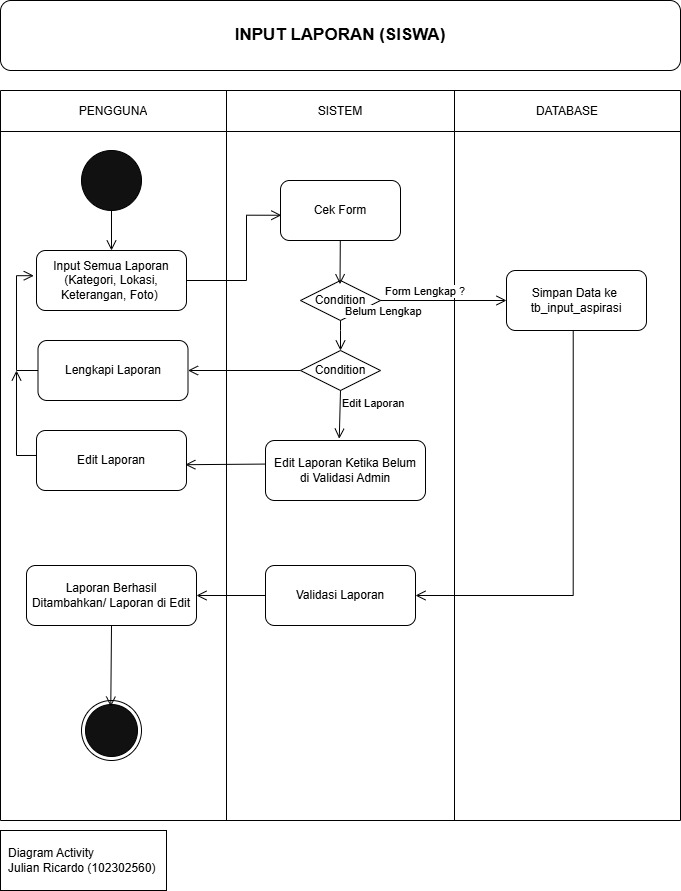 INPUT LAPORAN (SISWA)
PENGGUNA
SISTEM
DATABASE
Cek Form
Input Semua Laporan
(Kategori, Lokasi,
Keterangan, Foto)
Condition
Form Lengkap ?
Belum Lengkap
Simpan Data ke
tb_input_aspirasi
Lengkapi Laporan
Condition
Edit Laporan
Edit Laporan
Edit Laporan Ketika Belum
di Validasi Admin
Laporan Berhasil
Ditambahkan/ Laporan di Edit
Validasi Laporan
Diagram Activity
Julian Ricardo (102302560)